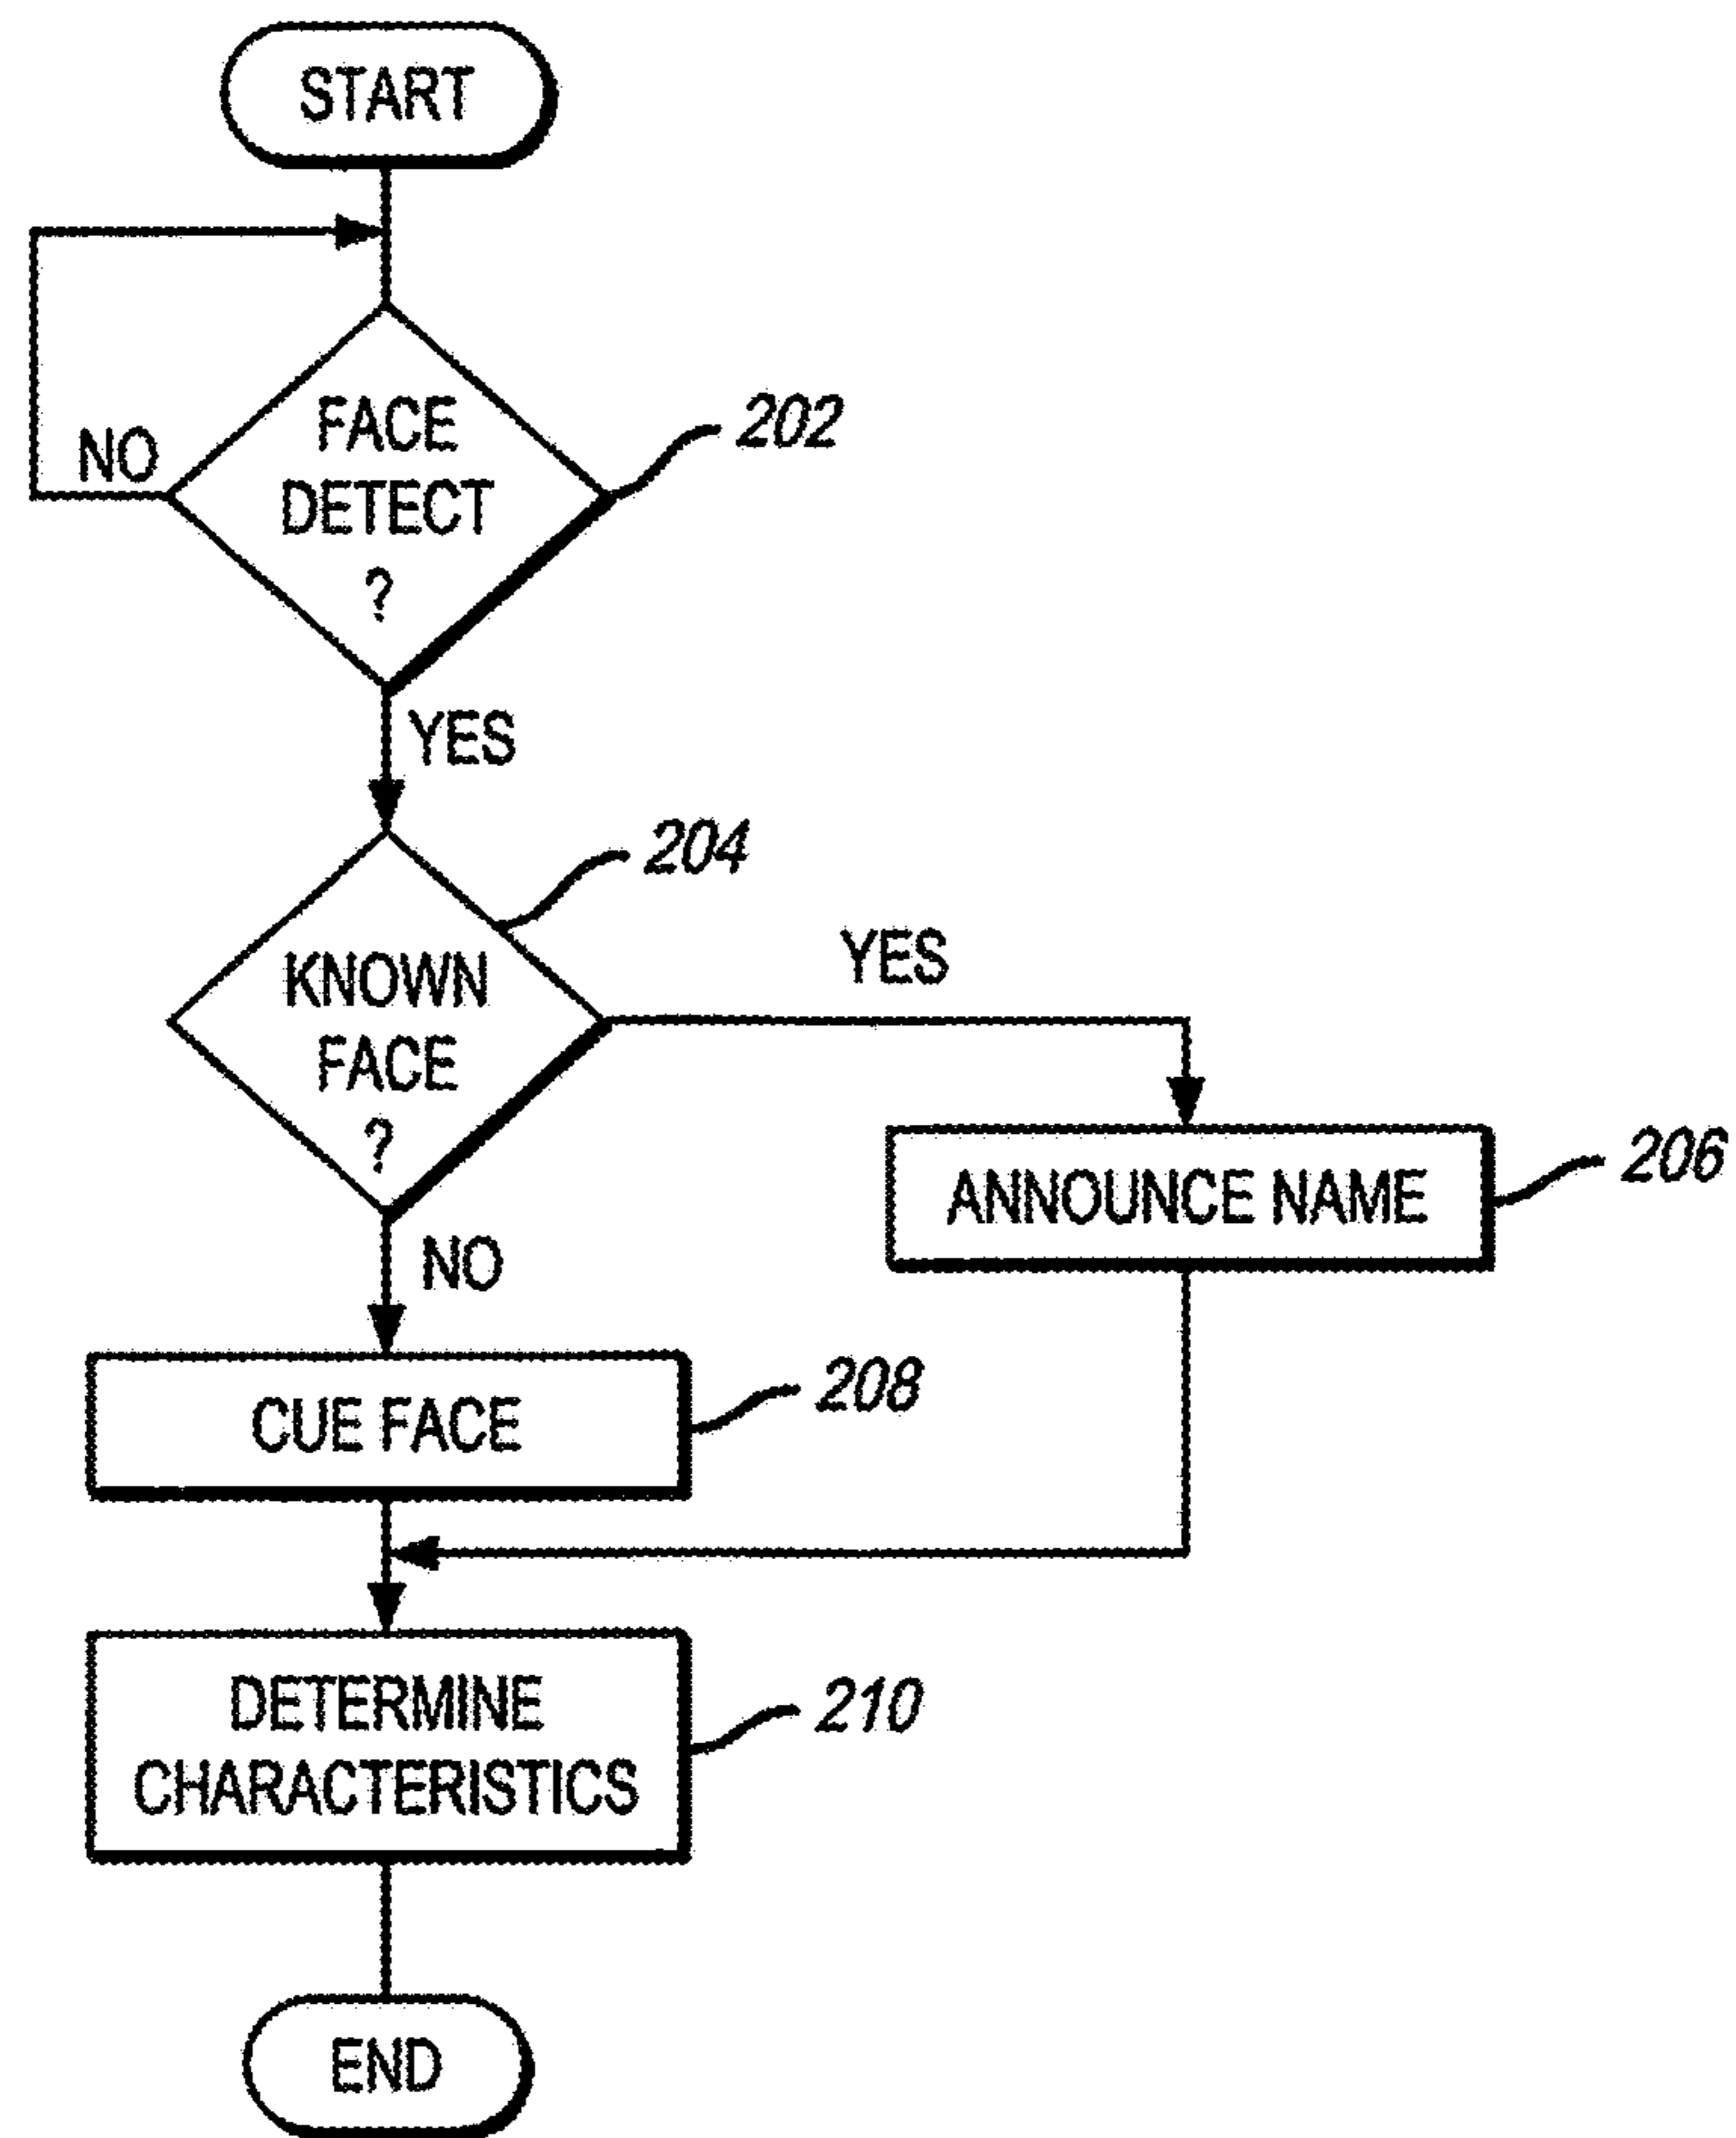 START
FACE
DETECT
?
202
NO
YES
204
KNOWN
FACE
?
YES
ANNOUNCE NAME
206
NO
CUE FACE
208
DETERMINE
CHARACTERISTICS
210
END